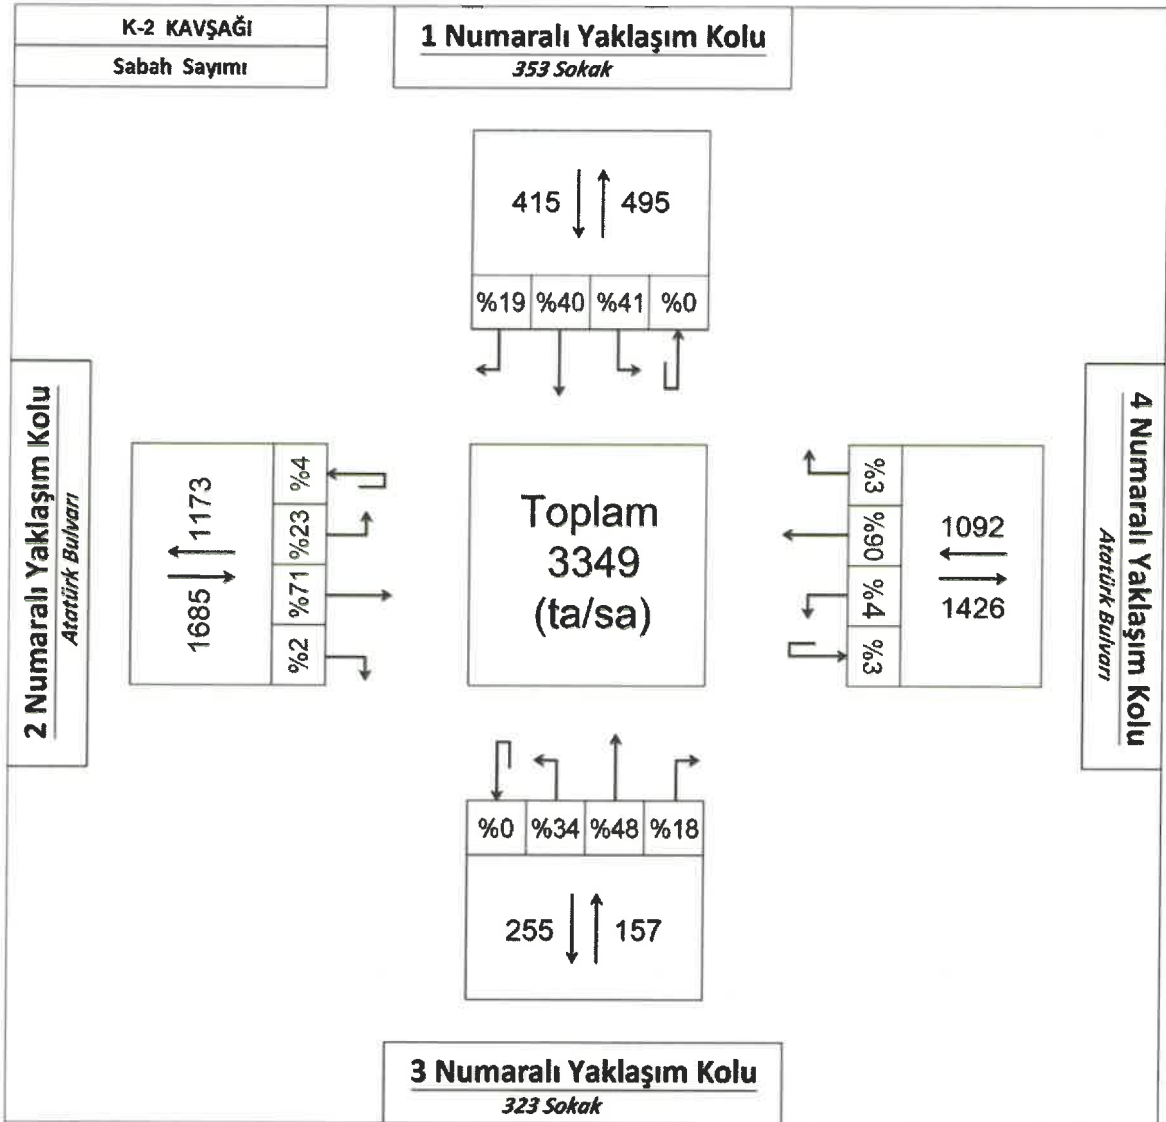 K-2 KAVŞAĞI
Sabah Sayımı
1 Numaralı Yaklaşım Kolu
353 Sokak
415
495
%19
%40
%41
%0
2 Numaralı Yaklaşım Kolu
Atatürk Bulvarı
1173
1685
%4
%23
%71
%2
Toplam
3349
(ta/sa)
%3
%90
%4
%3
1092
1426
4 Numaralı Yaklaşım Kolu
Atatürk Bulvarı
%0
%34
%48
%18
255
157
3 Numaralı Yaklaşım Kolu
323 Sokak